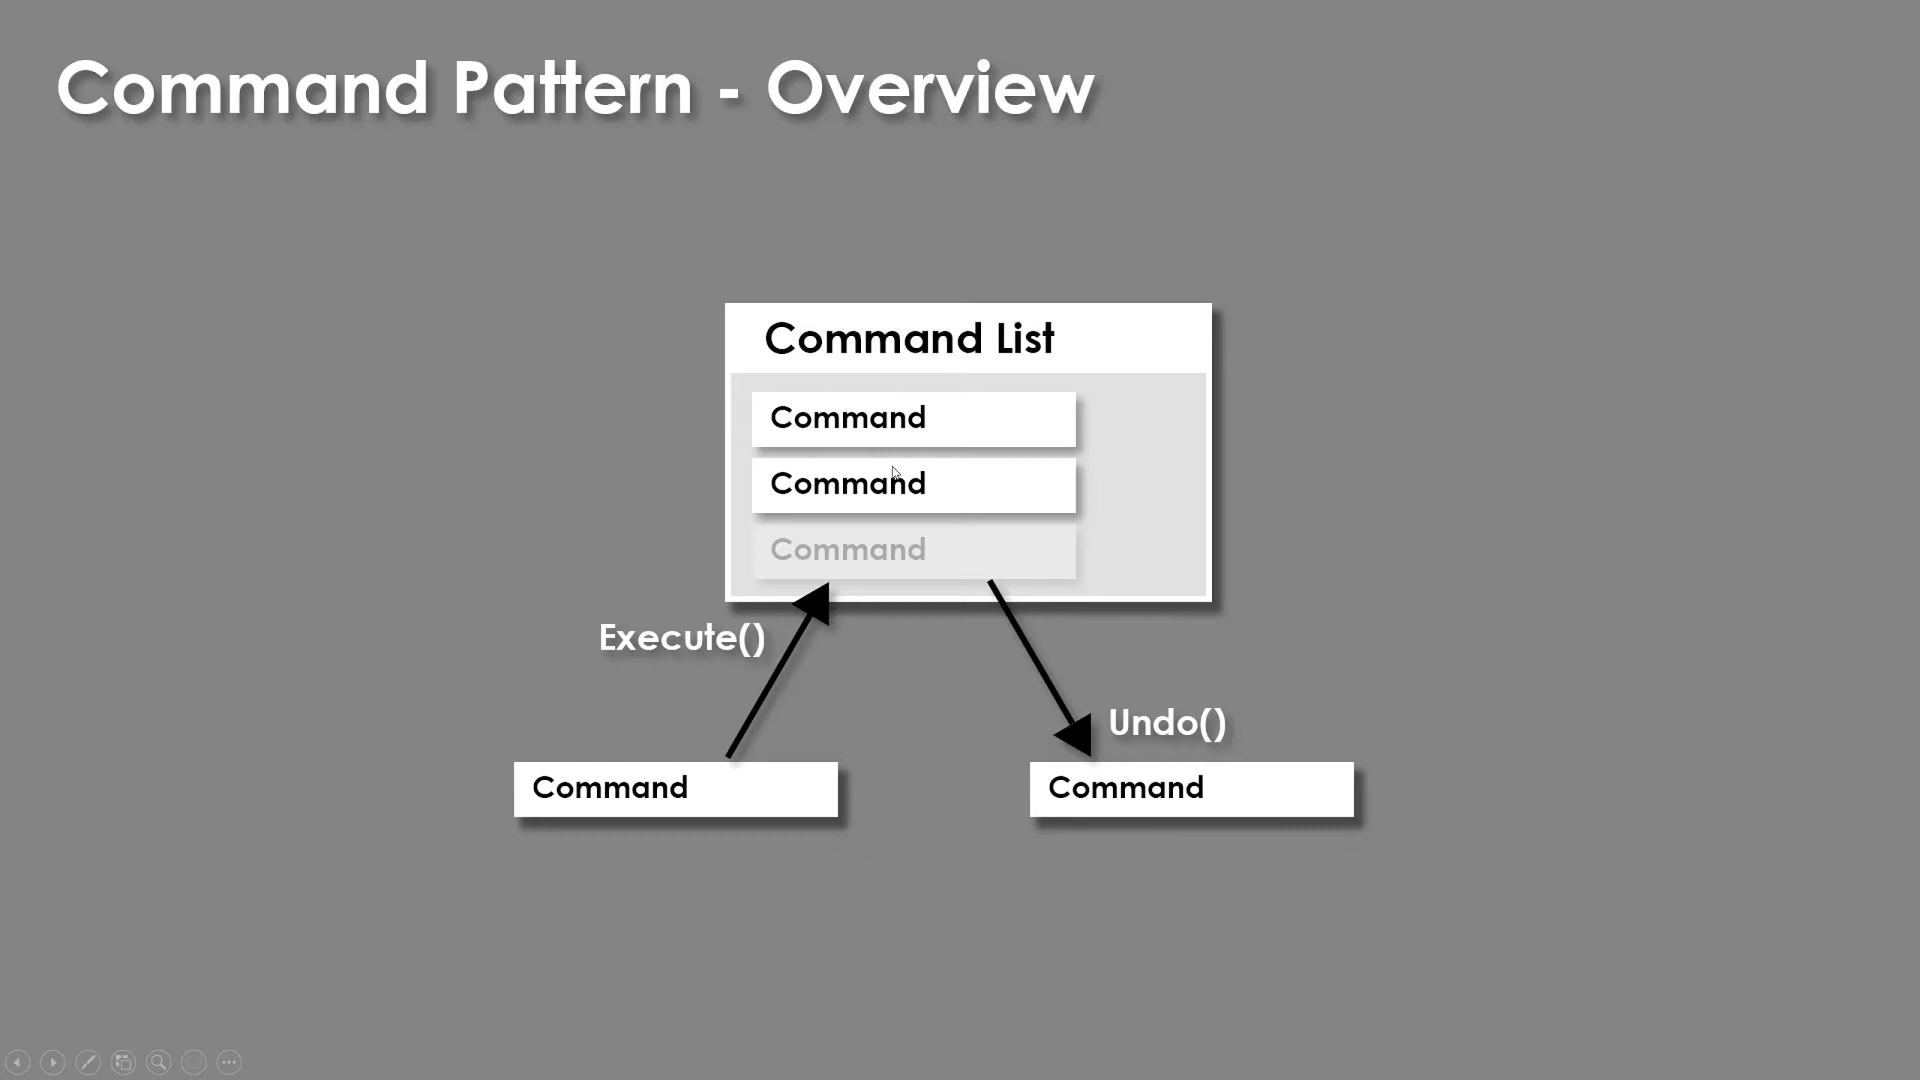 Command Pattern - Overview
Command List
Command
Command
Command
Execute()
Undo()
Command
Command